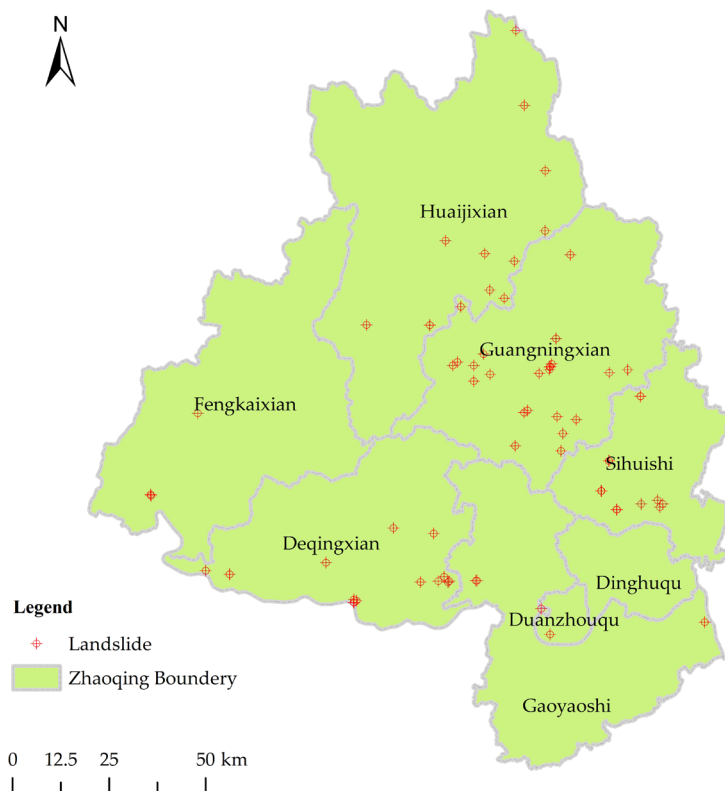 N
Huaijixian
Guangningxian
Fengkaixian
Sihuishi
Deqingxian
Dinghuqu
Legend
Duanzhouqu
Landslide
Zhaoqing Boundery
Gaoyaoshi
0 12.5 25 50 km